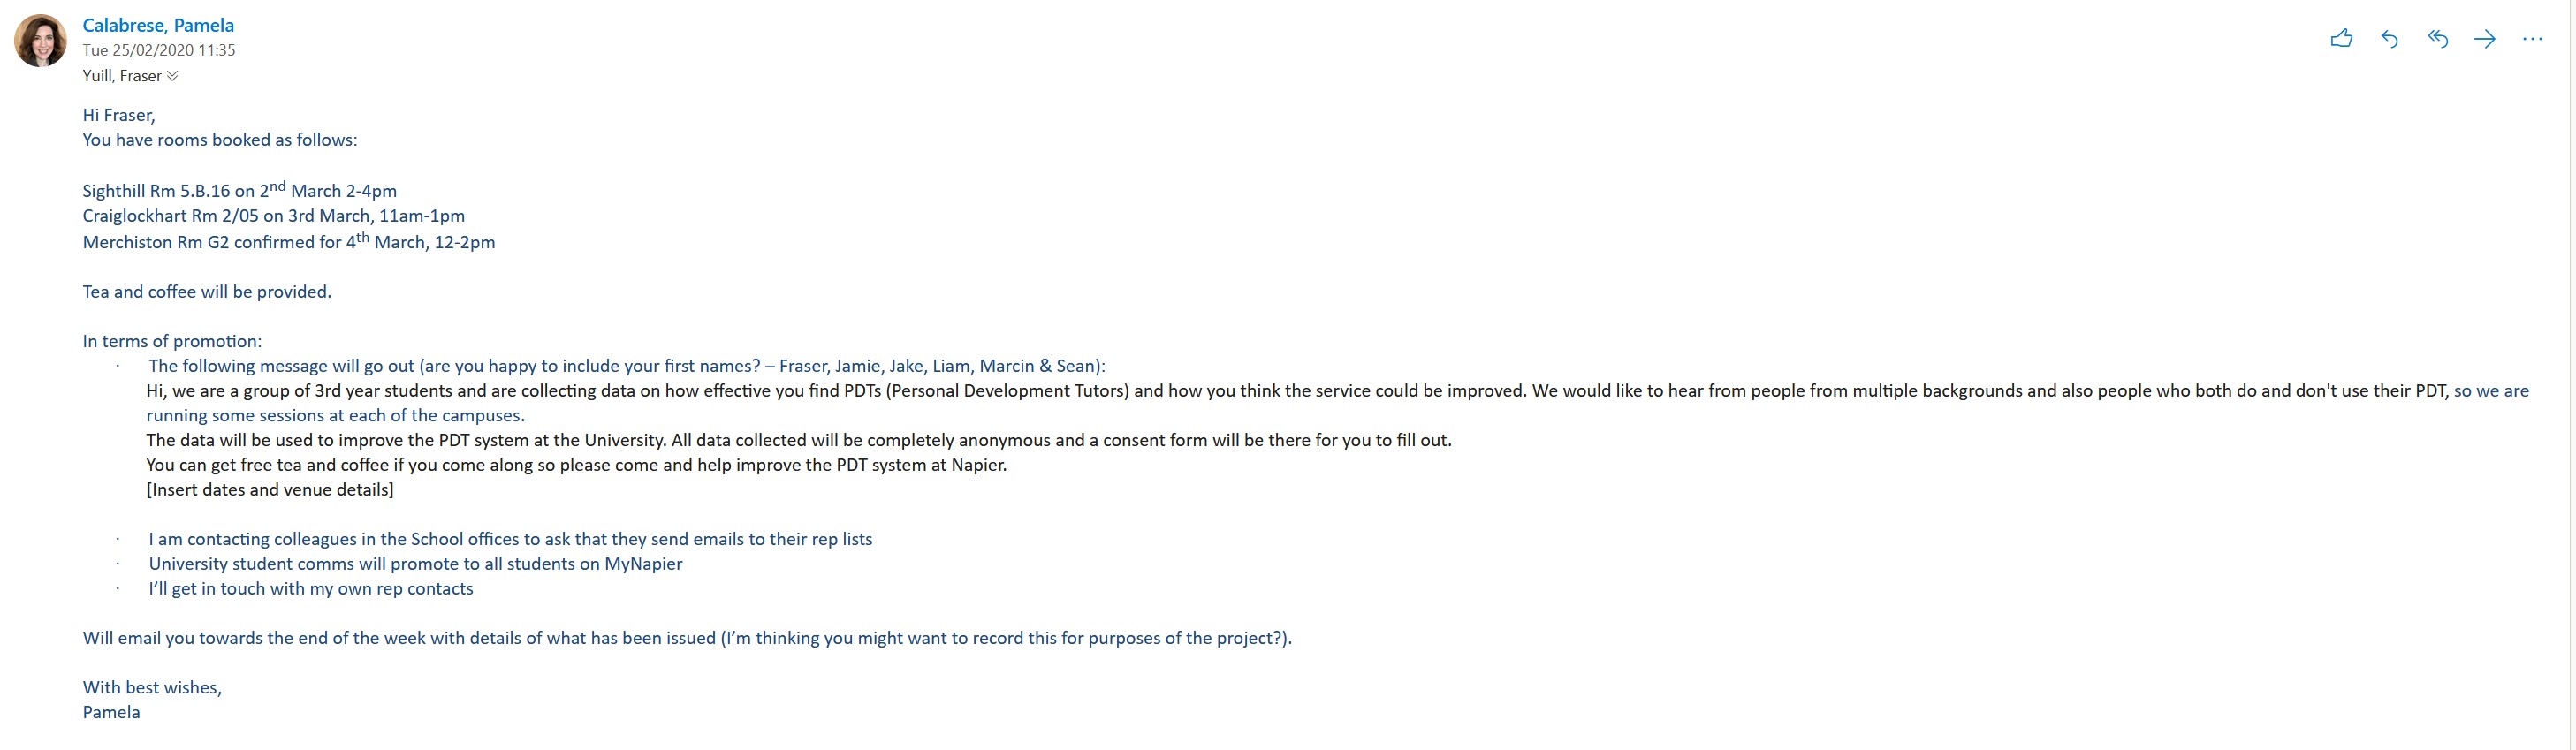 Calabrese, Pamela
Tue 25/02/2020 11:35
Yuill, Fraser
Hi Fraser,
You have rooms booked as follows:
Sighthill Rm 5.B.16 on 2nd March 2-4pm
Craiglockhart Rm 2/05 on 3rd March, 11am-1pm
Merchiston Rm G2 confirmed for 4th March, 12-2pm
Tea and coffee will be provided.
In terms of promotion:
· The following message will go out (are you happy to include your first names? – Fraser, Jamie, Jake, Liam, Marcin & Sean):
Hi, we are a group of 3rd year students and are collecting data on how effective you find PDTs (Personal Development Tutors) and how you think the service could be improved. We would like to hear from people from multiple backgrounds and also people who both do and don't use their PDT, so we are
running some sessions at each of the campuses.
The data will be used to improve the PDT system at the University. All data collected will be completely anonymous and a consent form will be there for you to fill out.
You can get free tea and coffee if you come along so please come and help improve the PDT system at Napier.
[Insert dates and venue details]
· I am contacting colleagues in the School offices to ask that they send emails to their rep lists
· University student comms will promote to all students on MyNapier
· I’ll get in touch with my own rep contacts
Will email you towards the end of the week with details of what has been issued (I’m thinking you might want to record this for purposes of the project?).
With best wishes,
Pamela